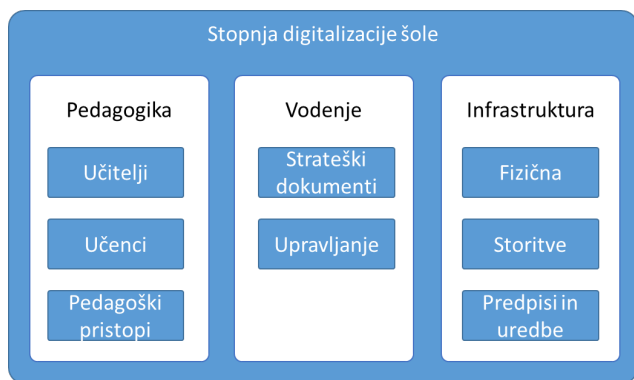 Stopnja digitalizacije šole
Pedagogika
Učitelji
Učenci
Pedagoški
pristopi
Vodenje
Strateški
dokumenti
Upravljanje
Infrastruktura
Fizična
Storitve
Predpisi in
uredbe